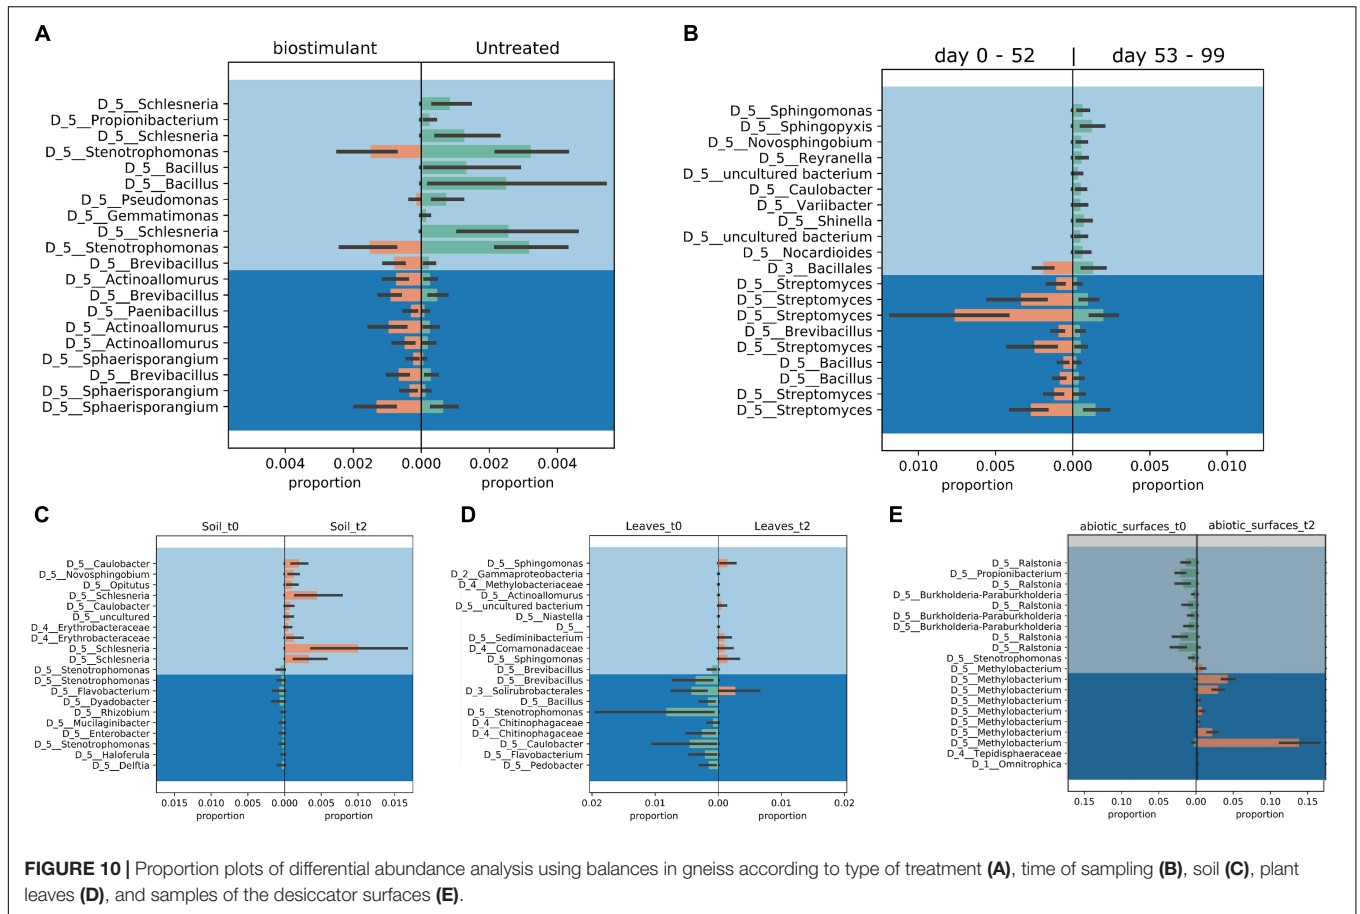 A
biostimulant Untreated
D_5__Schlesneria
D_5__Propionibacterium
D_5__Schlesneria
D_5__Stenotrophomonas
D_5__Bacillus
D_5__Bacillus
D_5__Pseudomonas
D_5__Gemmatimonas
D_5__Schlesneria
D_5__Stenotrophomonas
D_5__Brevibacillus
D_5__Actinoallomurus
D_5__Brevibacillus
D_5__Paenibacillus
D_5__Actinoallomurus
D_5__Actinoallomurus
D_5__Sphaerisporangium
D_5__Brevibacillus
D_5__Sphaerisporangium
D_5__Sphaerisporangium
0.004 0.002 0.000 0.002 0.004
proportion proportion
B
day 0 - 52 | day 53 - 99
D_5__Sphingomonas
D_5__Sphingopyxis
D_5__Novosphingobium
D_5__Reyranella
D_5__uncultured bacterium
D_5__Caulobacter
D_5__Variibacter
D_5__Shinella
D_5__uncultured bacterium
D_5__Nocardioides
D_3__Bacillales
D_5__Streptomyces
D_5__Streptomyces
D_5__Streptomyces
D_5__Brevibacillus
D_5__Streptomyces
D_5__Bacillus
D_5__Bacillus
D_5__Streptomyces
D_5__Streptomyces
0.010 0.005 0.000 0.005 0.010
proportion proportion
C
Soil_t0 Soil_t2
D_5__Caulobacter
D_5__Novosphingobium
D_5__Opitutus
D_5__Schlesneria
D_5__Caulobacter
D_5__uncultured
D_4__Erythrobacteraceae
D_4__Erythrobacteraceae
D_5__Schlesneria
D_5__Schlesneria
D_5__Stenotrophomonas
D_5__Stenotrophomonas
D_5__Flavobacterium
D_5__Dyadobacter
D_5__Rhizobium
D_5__Mucilaginibacter
D_5__Enterobacter
D_5__Stenotrophomonas
D_5__Haloferula
D_5__Delftia
0.015 0.010 0.005 0.000 0.005 0.010 0.015
proportion proportion
D
Leaves_t0 Leaves_t2
D_5__Sphingomonas
D_2__Gammaproteobacteria
D_4__Methylobacteriaceae
D_5__Actinoallomurus
D_5__uncultured bacterium
D_5__Niastella
D_5__
D_5__Sediminibacterium
D_4__Comamonadaceae
D_5__Sphingomonas
D_5__Brevibacillus
D_5__Brevibacillus
D_3__Solirubrobacterales
D_5__Bacillus
D_5__Stenotrophomonas
D_4__Chitinophagaceae
D_4__Chitinophagaceae
D_5__Caulobacter
D_5__Flavobacterium
D_5__Pedobacter
0.02 0.01 0.00 0.01 0.02
proportion proportion
E
abiotic_surfaces_t0 abiotic_surfaces_t2
D_5__Ralstonia
D_5__Propionibacterium
D_5__Ralstonia
D_5__Burkholderia-Paraburkholderia
D_5__Ralstonia
D_5__Burkholderia-Paraburkholderia
D_5__Burkholderia-Paraburkholderia
D_5__Ralstonia
D_5__Ralstonia
D_5__Stenotrophomonas
D_5__Methylobacterium
D_5__Methylobacterium
D_5__Methylobacterium
D_5__Methylobacterium
D_5__Methylobacterium
D_5__Methylobacterium
D_5__Methylobacterium
D_5__Methylobacterium
D_4__Tepidisphaeraceae
D_1__Omnitrophica
0.15 0.10 0.05 0.00 0.05 0.10 0.15
proportion proportion
FIGURE 10 | Proportion plots of differential abundance analysis using balances in gneiss according to type of treatment (A), time of sampling (B), soil (C), plant
leaves (D), and samples of the desiccator surfaces (E).